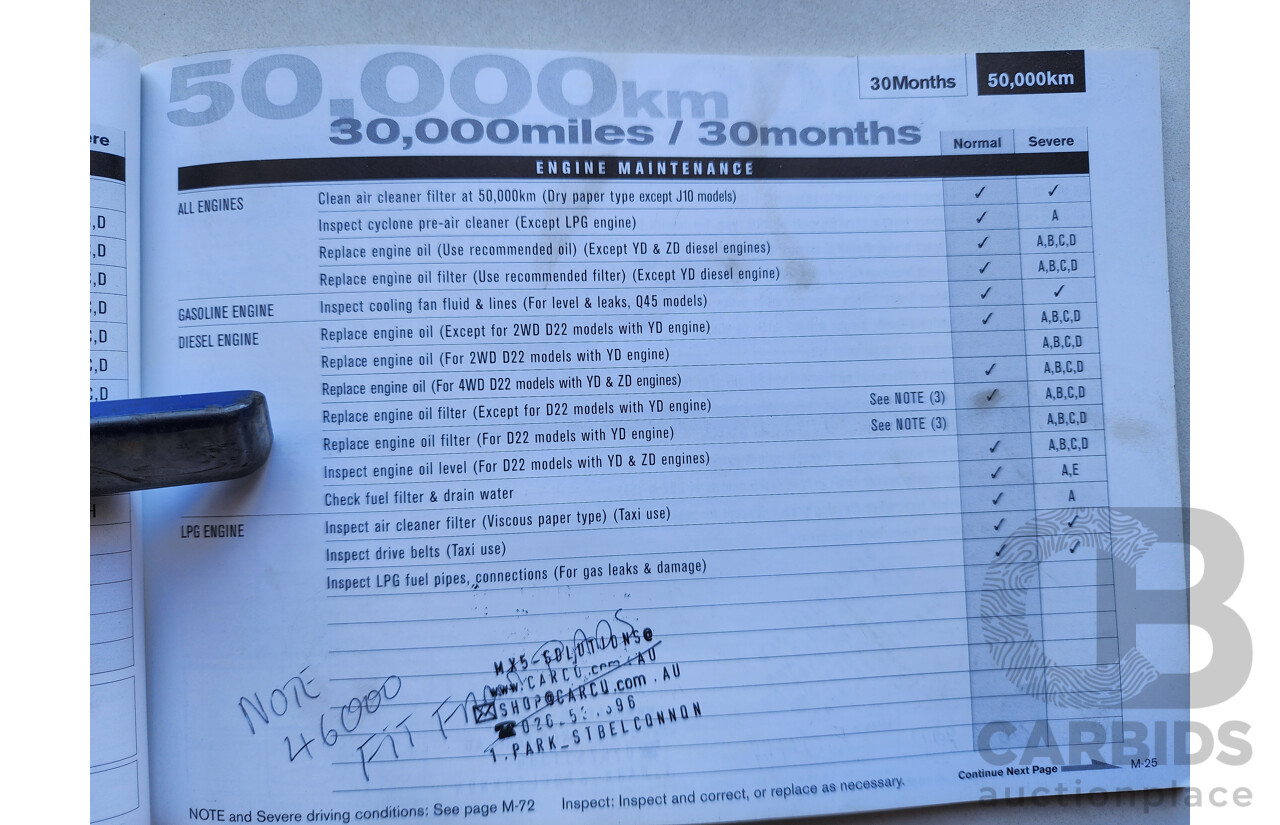 50,000km
30,000miles / 30months
30Months
50,000km
Normal
Severe
ENGINE MAINTENANCE
ALL ENGINES
Clean air cleaner filter at 50,000km (Dry paper type except J10 models) ✓ ✓
Inspect cyclone pre-air cleaner (Except LPG engine) ✓ A
Replace engine oil (Use recommended oil) (Except YD & ZD diesel engines) ✓ A,B,C,D
Replace engine oil filter (Use recommended filter) (Except YD diesel engine) ✓ A,B,C,D
GASOLINE ENGINE
Inspect cooling fan fluid & lines (For level & leaks, Q45 models) ✓ ✓
DIESEL ENGINE
Replace engine oil (Except for 2WD D22 models with YD engine) ✓ A,B,C,D
Replace engine oil (For 2WD D22 models with YD engine) A,B,C,D
Replace engine oil (For 4WD D22 models with YD & ZD engines) ✓ A,B,C,D
Replace engine oil filter (Except for D22 models with YD engine) See NOTE (3) ✓ A,B,C,D
Replace engine oil filter (For D22 models with YD engine) See NOTE (3) A,B,C,D
Inspect engine oil level (For D22 models with YD & ZD engines) ✓ A,B,C,D
Check fuel filter & drain water ✓ A,E
LPG ENGINE
Inspect air cleaner filter (Viscous paper type) (Taxi use) ✓ A
Inspect drive belts (Taxi use) ✓ ✓
Inspect LPG fuel pipes, connections (For gas leaks & damage) ✓ ✓
NOTE
46000
FIT
MX5-SOLUTIONS@
www.CARCU.com.AU
SHOP@CARCU.com.AU
1.PARK_STBELCONNON
NOTE and Severe driving conditions: See page M-72
Inspect: Inspect and correct, or replace as necessary.
Continue Next Page
M-25
re
,D
,D
,D
,D
,D
,D
,D
H
CARBIDS
auctionplace